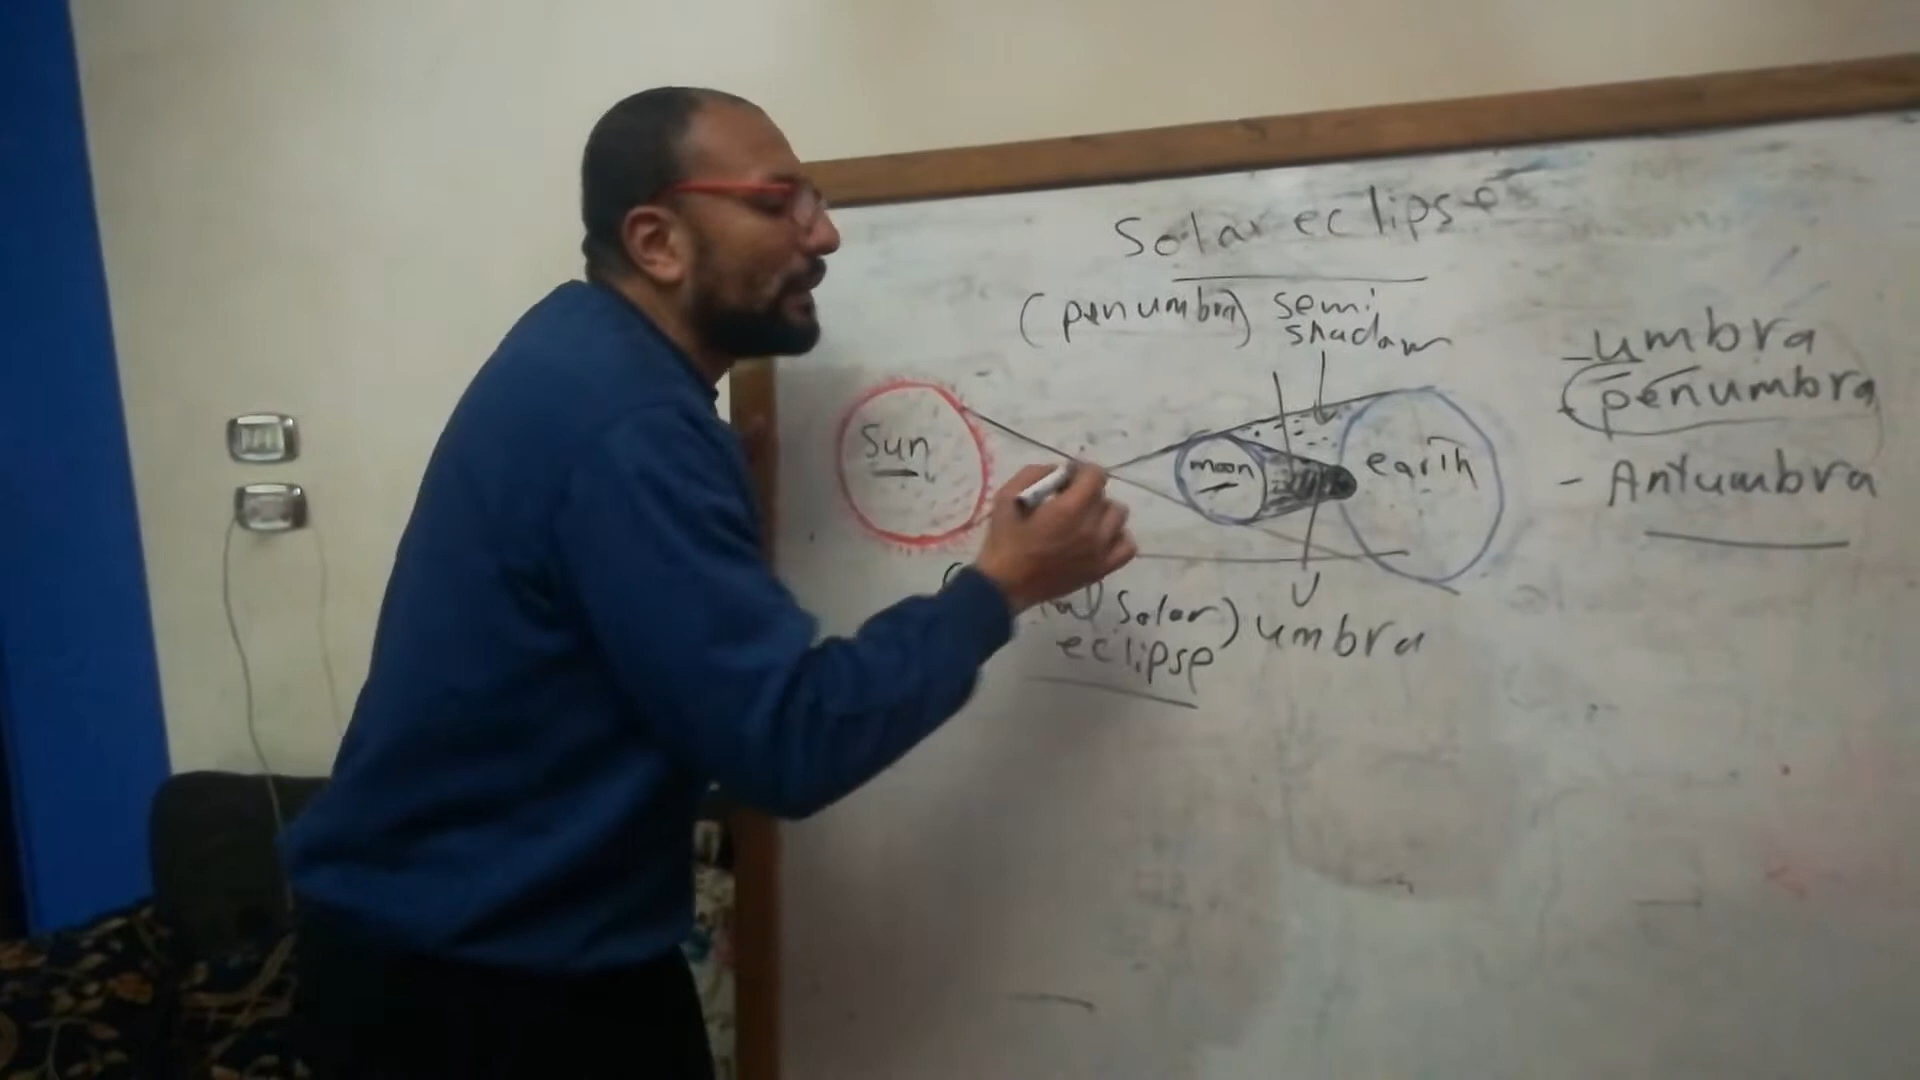 Solar eclipse
(penumbra) semi
shadow
umbra
penumbra
- Antumbra
Sun
moon
earth
solar) umbra
eclipse